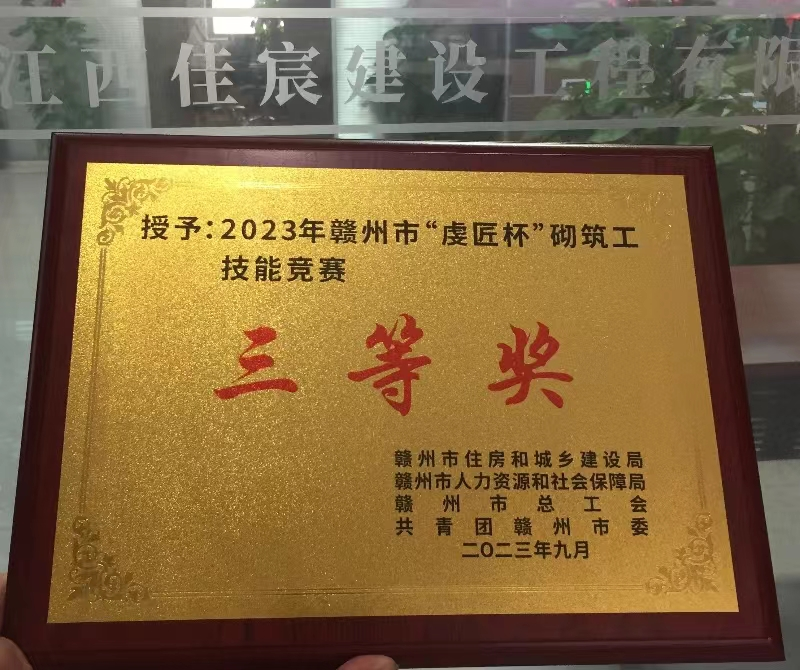 江西佳宸建设工程有限
授予：2023年赣州市“虔匠杯”砌筑工
技能竞赛
三等奖
赣州市住房和城乡建设局
赣州市人力资源和社会保障局
赣州市总工会
共青团赣州市委
二〇二三年九月